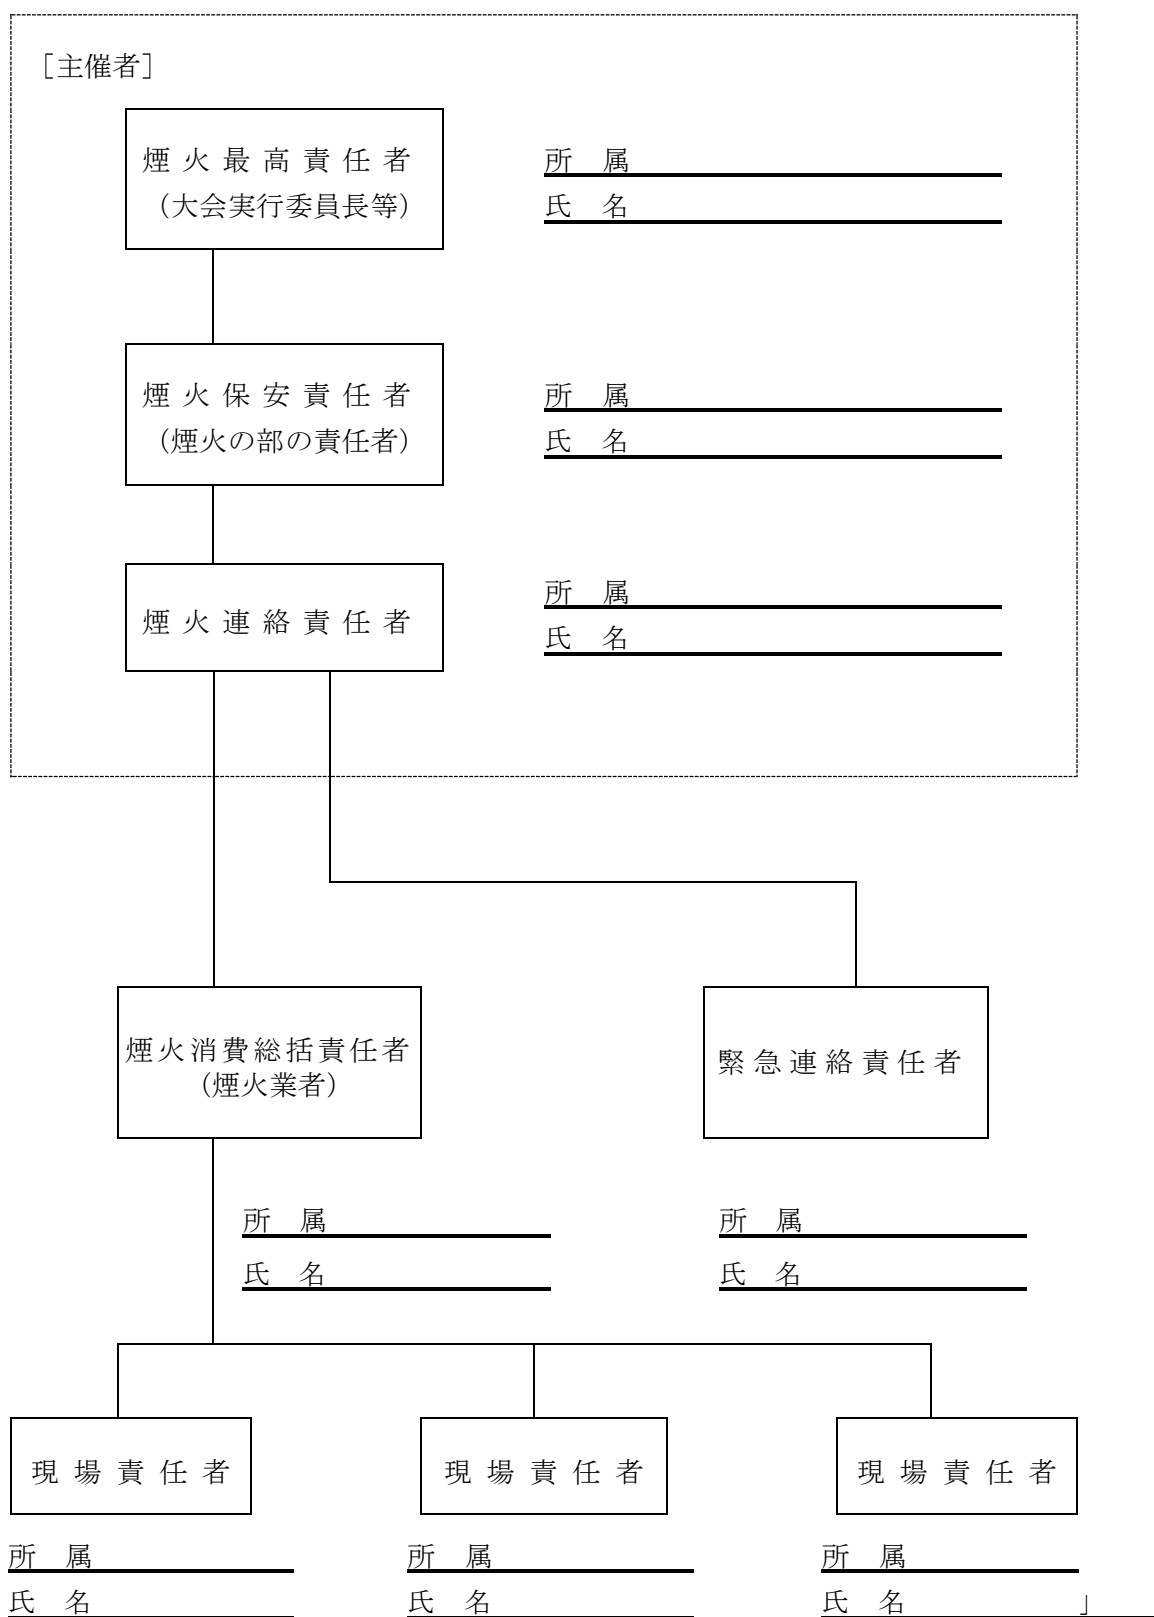 ［主催者］
煙火最高責任者
（大会実行委員長等）
所　属
氏　名
煙火保安責任者
（煙火の部の責任者）
所　属
氏　名
煙火連絡責任者
所　属
氏　名
煙火消費総括責任者
（煙火業者）
緊急連絡責任者
所　属
氏　名
所　属
氏　名
現場責任者
現場責任者
現場責任者
所　属
氏　名
所　属
氏　名
所　属
氏　名　」